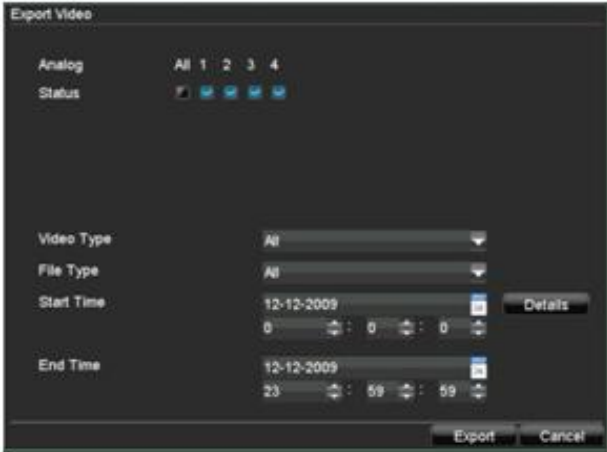 Export Video
Analog All 1 2 3 4
Status
Video Type All
File Type All
Start Time 12-12-2009 Details
0 : 0 : 0
End Time 12-12-2009
23 : 59 : 59
Export Cancel